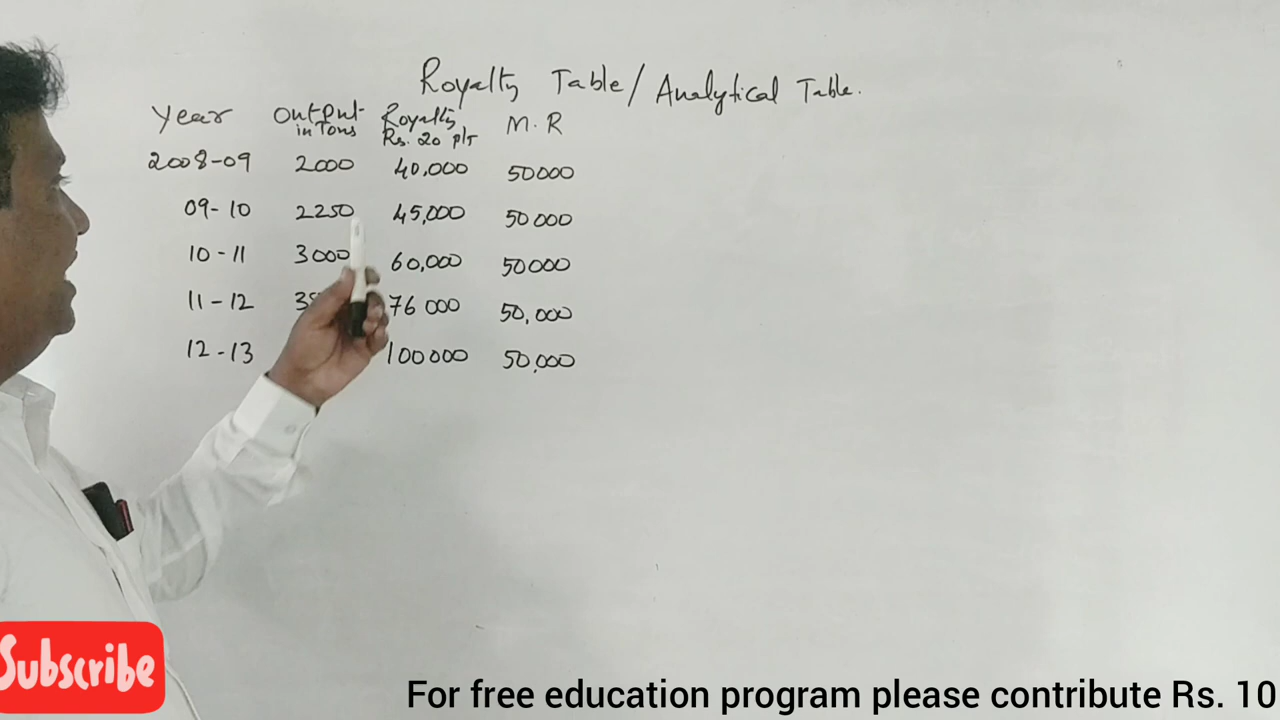 Royalty Table/Analytical Table.
Year Output in Tons Royalty Rs. 20 p/T M.R
2008-09 2000 40,000 50000
09-10 2250 45,000 50000
10-11 3000 60,000 50000
11-12 76 000 50,000
12-13 100000 50,000
Subscribe
For free education program please contribute Rs. 10